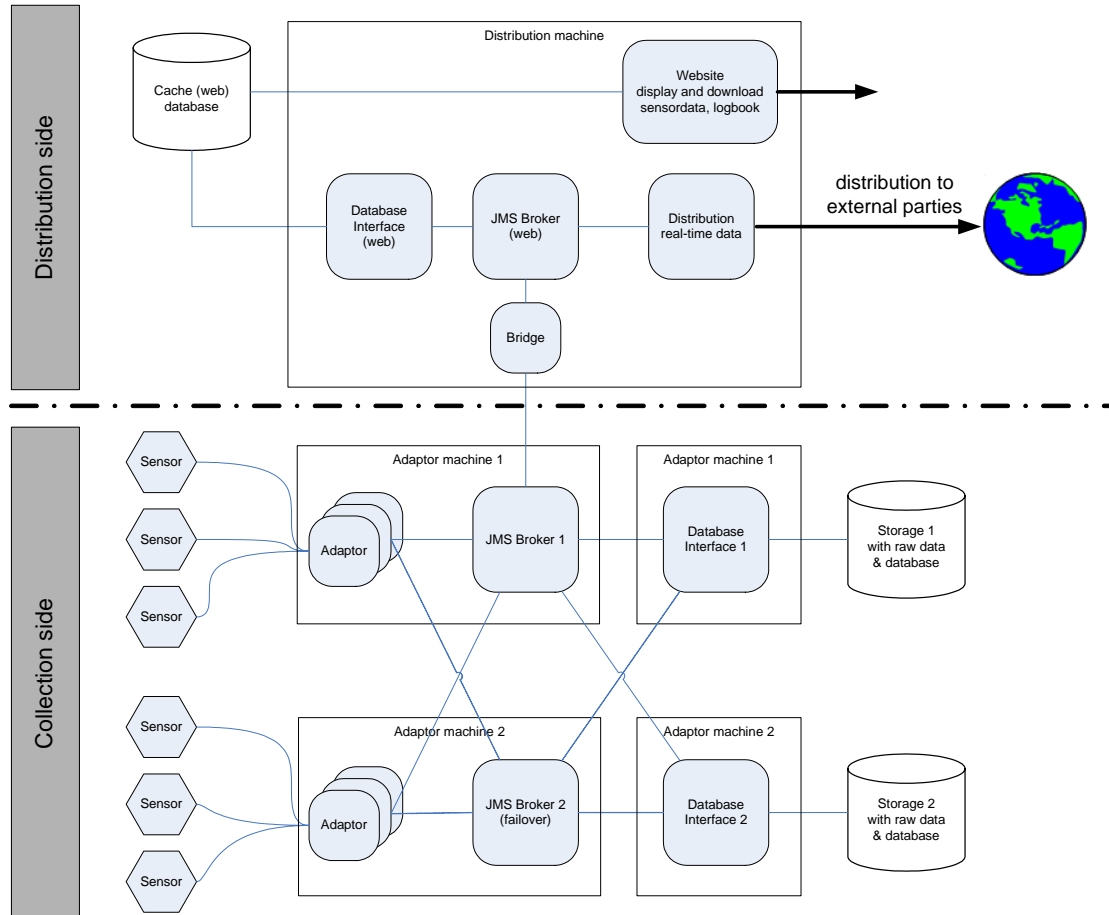 Distribution side
Distribution machine
Cache (web)
database
Website
display and download
sensordata, logbook
Database
Interface
(web)
JMS Broker
(web)
Distribution
real-time data
distribution to
external parties
Bridge
Collection side
Sensor
Sensor
Sensor
Adaptor machine 1
Adaptor
JMS Broker 1
Adaptor machine 1
Database
Interface 1
Storage 1
with raw data
& database
Sensor
Sensor
Sensor
Adaptor machine 2
Adaptor
JMS Broker 2
(failover)
Adaptor machine 2
Database
Interface 2
Storage 2
with raw data
& database